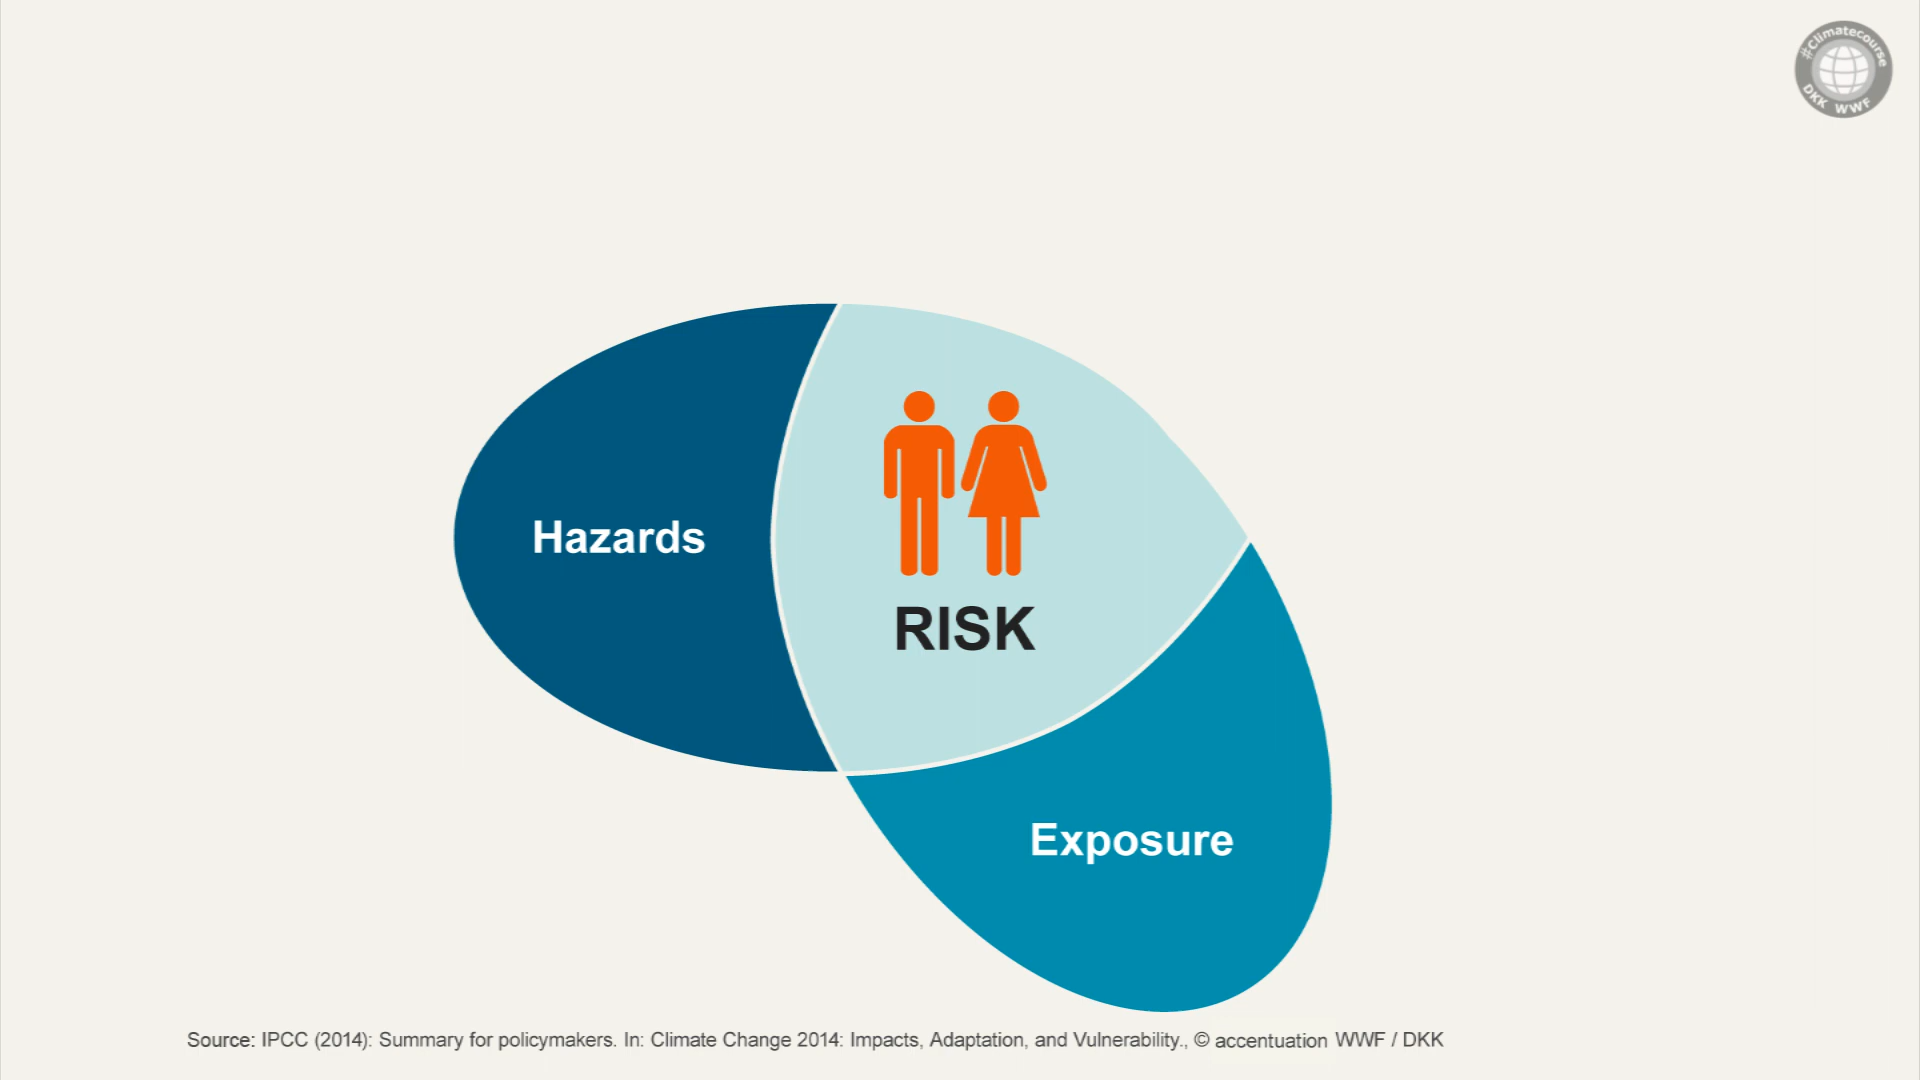 #Climatecourse
DKK WWF
Hazards
RISK
Exposure
Source: IPCC (2014): Summary for policymakers. In: Climate Change 2014: Impacts, Adaptation, and Vulnerability., © accentuation WWF / DKK